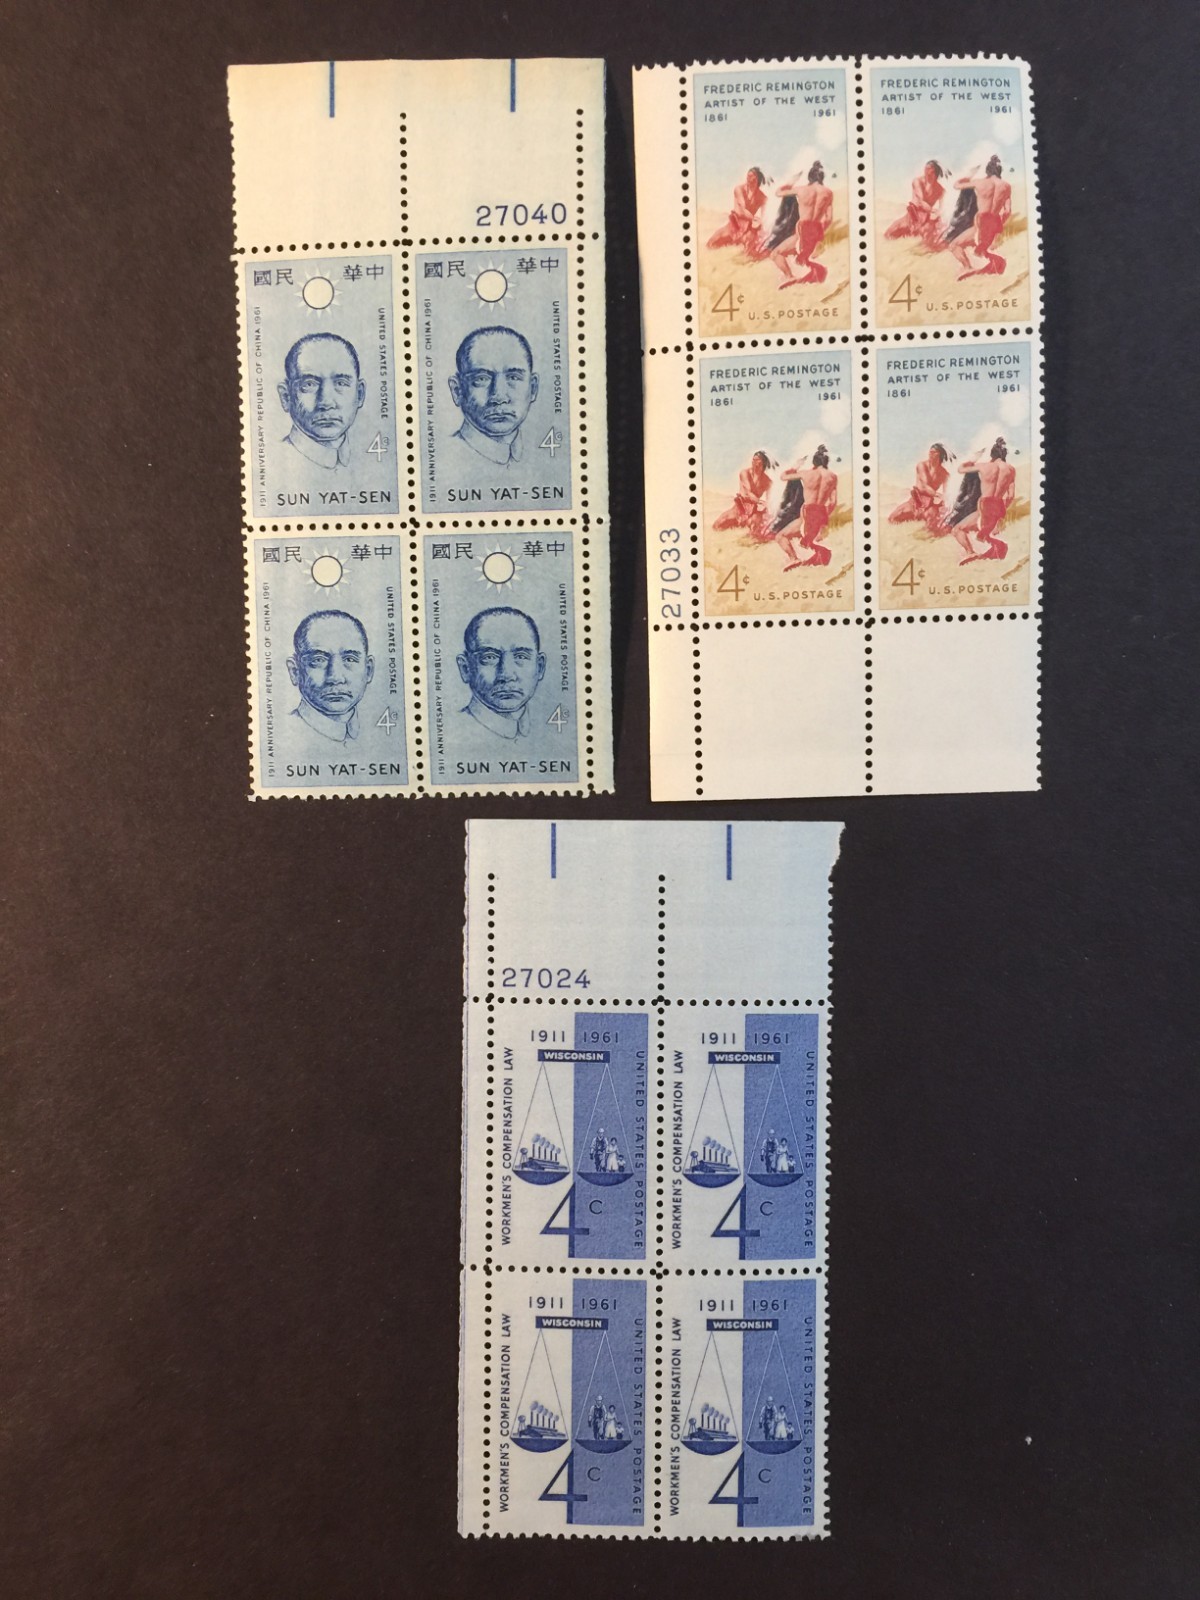 27040
國民 華中
1911 ANNIVERSARY REPUBLIC OF CHINA 1961
UNITED STATES POSTAGE
4¢
SUN YAT-SEN
國民 華中
1911 ANNIVERSARY REPUBLIC OF CHINA 1961
UNITED STATES POSTAGE
4¢
SUN YAT-SEN
國民 華中
1911 ANNIVERSARY REPUBLIC OF CHINA 1961
UNITED STATES POSTAGE
4¢
SUN YAT-SEN
國民 華中
1911 ANNIVERSARY REPUBLIC OF CHINA 1961
UNITED STATES POSTAGE
4¢
SUN YAT-SEN
FREDERIC REMINGTON
ARTIST OF THE WEST
1861 1961
4¢ U.S. POSTAGE
FREDERIC REMINGTON
ARTIST OF THE WEST
1861 1961
4¢ U.S. POSTAGE
FREDERIC REMINGTON
ARTIST OF THE WEST
1861 1961
4¢ U.S. POSTAGE
FREDERIC REMINGTON
ARTIST OF THE WEST
1861 1961
4¢ U.S. POSTAGE
27033
27024
1911 1961
WISCONSIN
WORKMEN'S COMPENSATION LAW
UNITED STATES POSTAGE
4 C
1911 1961
WISCONSIN
WORKMEN'S COMPENSATION LAW
UNITED STATES POSTAGE
4 C
1911 1961
WISCONSIN
WORKMEN'S COMPENSATION LAW
UNITED STATES POSTAGE
4 C
1911 1961
WISCONSIN
WORKMEN'S COMPENSATION LAW
UNITED STATES POSTAGE
4 C